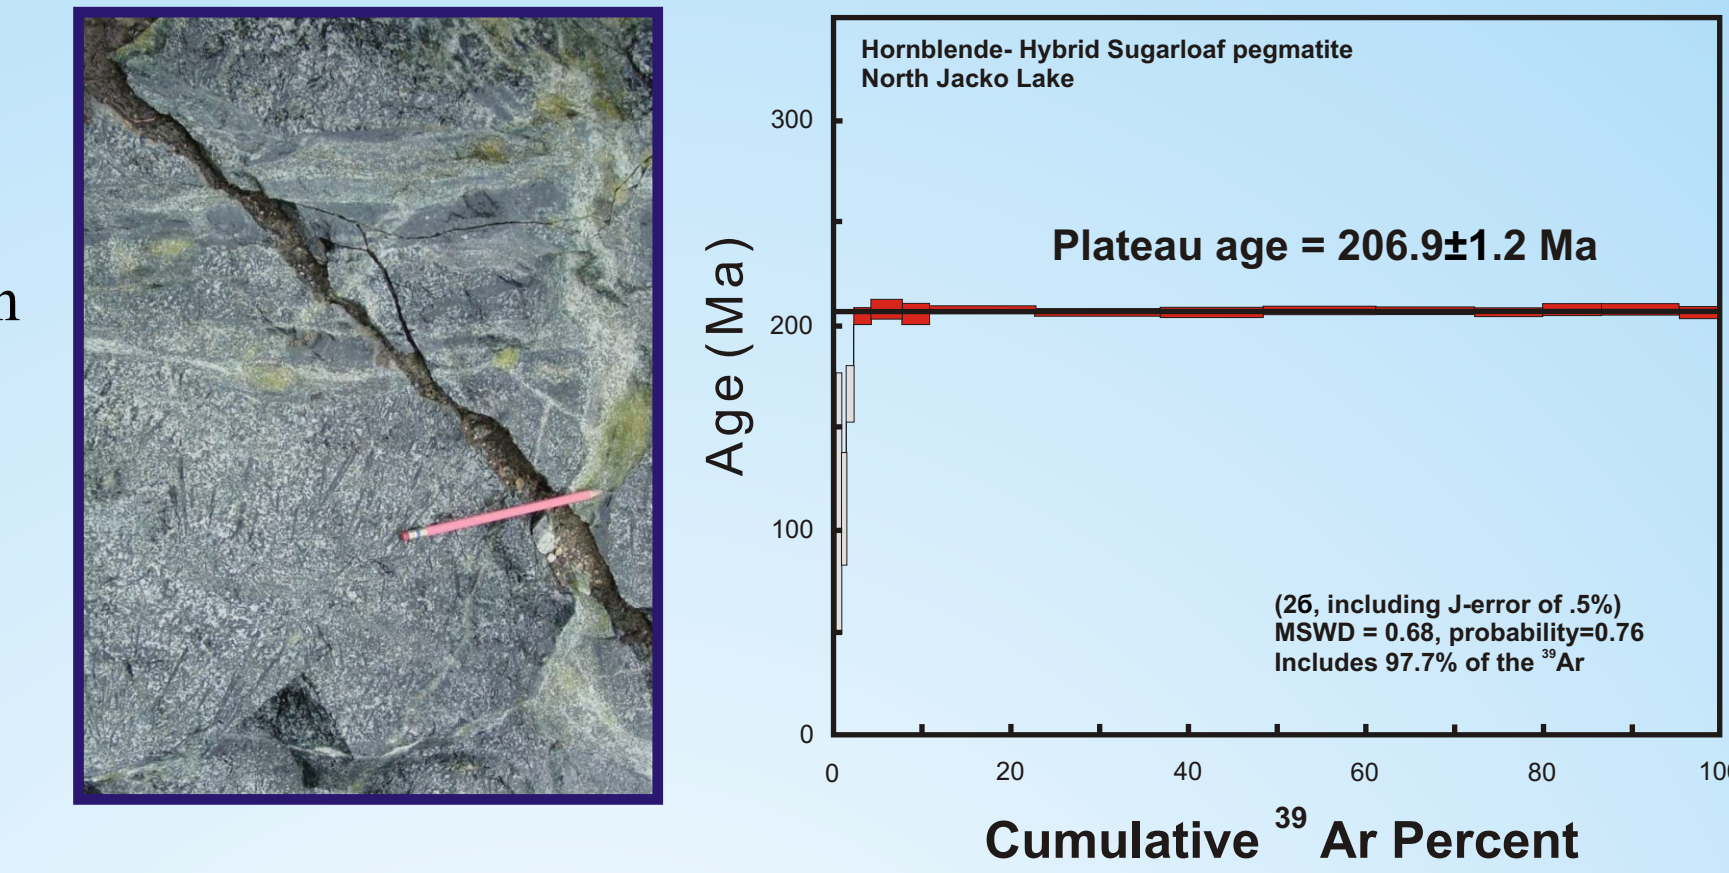 n
Hornblende- Hybrid Sugarloaf pegmatite
North Jacko Lake
300
Plateau age = 206.9±1.2 Ma
200
Age (Ma)
100
(2б, including J-error of .5%)
MSWD = 0.68, probability=0.76
Includes 97.7% of the ³⁹Ar
0
0 20 40 60 80 100
Cumulative ³⁹ Ar Percent